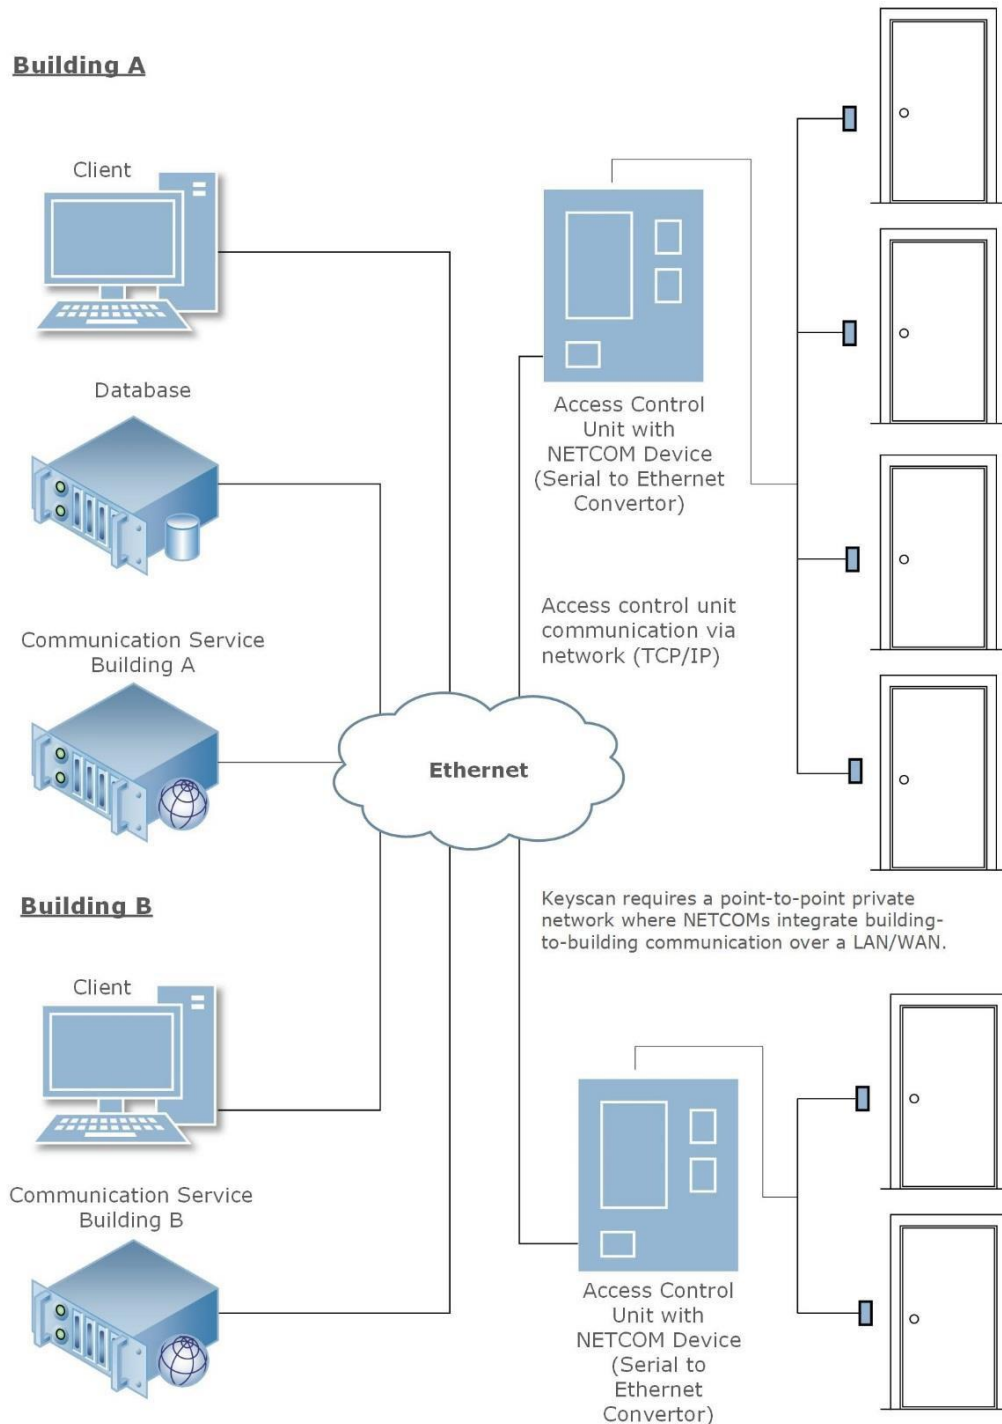 Building A
Client
Database
Communication Service
Building A
Access Control
Unit with
NETCOM Device
(Serial to Ethernet
Convertor)
Access control unit
communication via
network (TCP/IP)
Ethernet
Keyscan requires a point-to-point private
network where NETCOMs integrate building-
to-building communication over a LAN/WAN.
Building B
Client
Communication Service
Building B
Access Control
Unit with
NETCOM Device
(Serial to
Ethernet
Convertor)